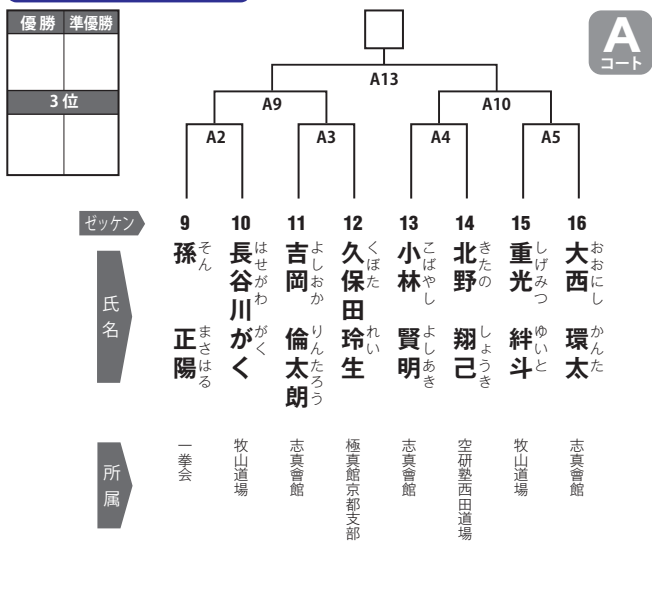 優勝 準優勝
3位
A
コート
A13
A9 A10
A2 A3 A4 A5
ゼッケン 9 10 11 12 13 14 15 16
氏名
孫 正陽
そん まさはる
長谷川 がく
はせがわ がく
吉岡 倫太朗
よしおか りんたろう
久保田 玲生
くぼた れい
小林 賢明
こばやし よしあき
北野 翔己
きたの しょうき
重光 絆斗
しげみつ ゆいと
大西 環太
おおにし かんた
所属
一拳会
牧山道場
志真會館
極真館京都支部
志真會館
空研塾西田道場
牧山道場
志真會館